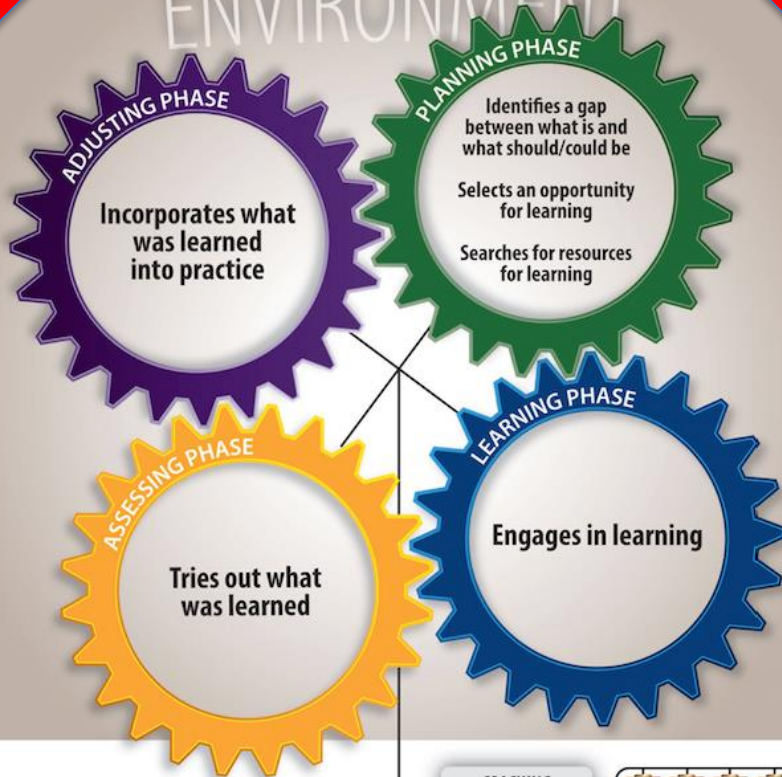 ENVIRONMENT
ADJUSTING PHASE
Incorporates what
was learned
into practice
PLANNING PHASE
Identifies a gap
between what is and
what should/could be
Selects an opportunity
for learning
Searches for resources
for learning
ASSESSING PHASE
Tries out what
was learned
LEARNING PHASE
Engages in learning